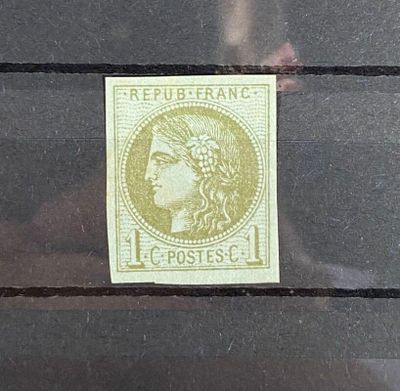 · REPUB · FRANC ·
1 · C · POSTES · C · 1